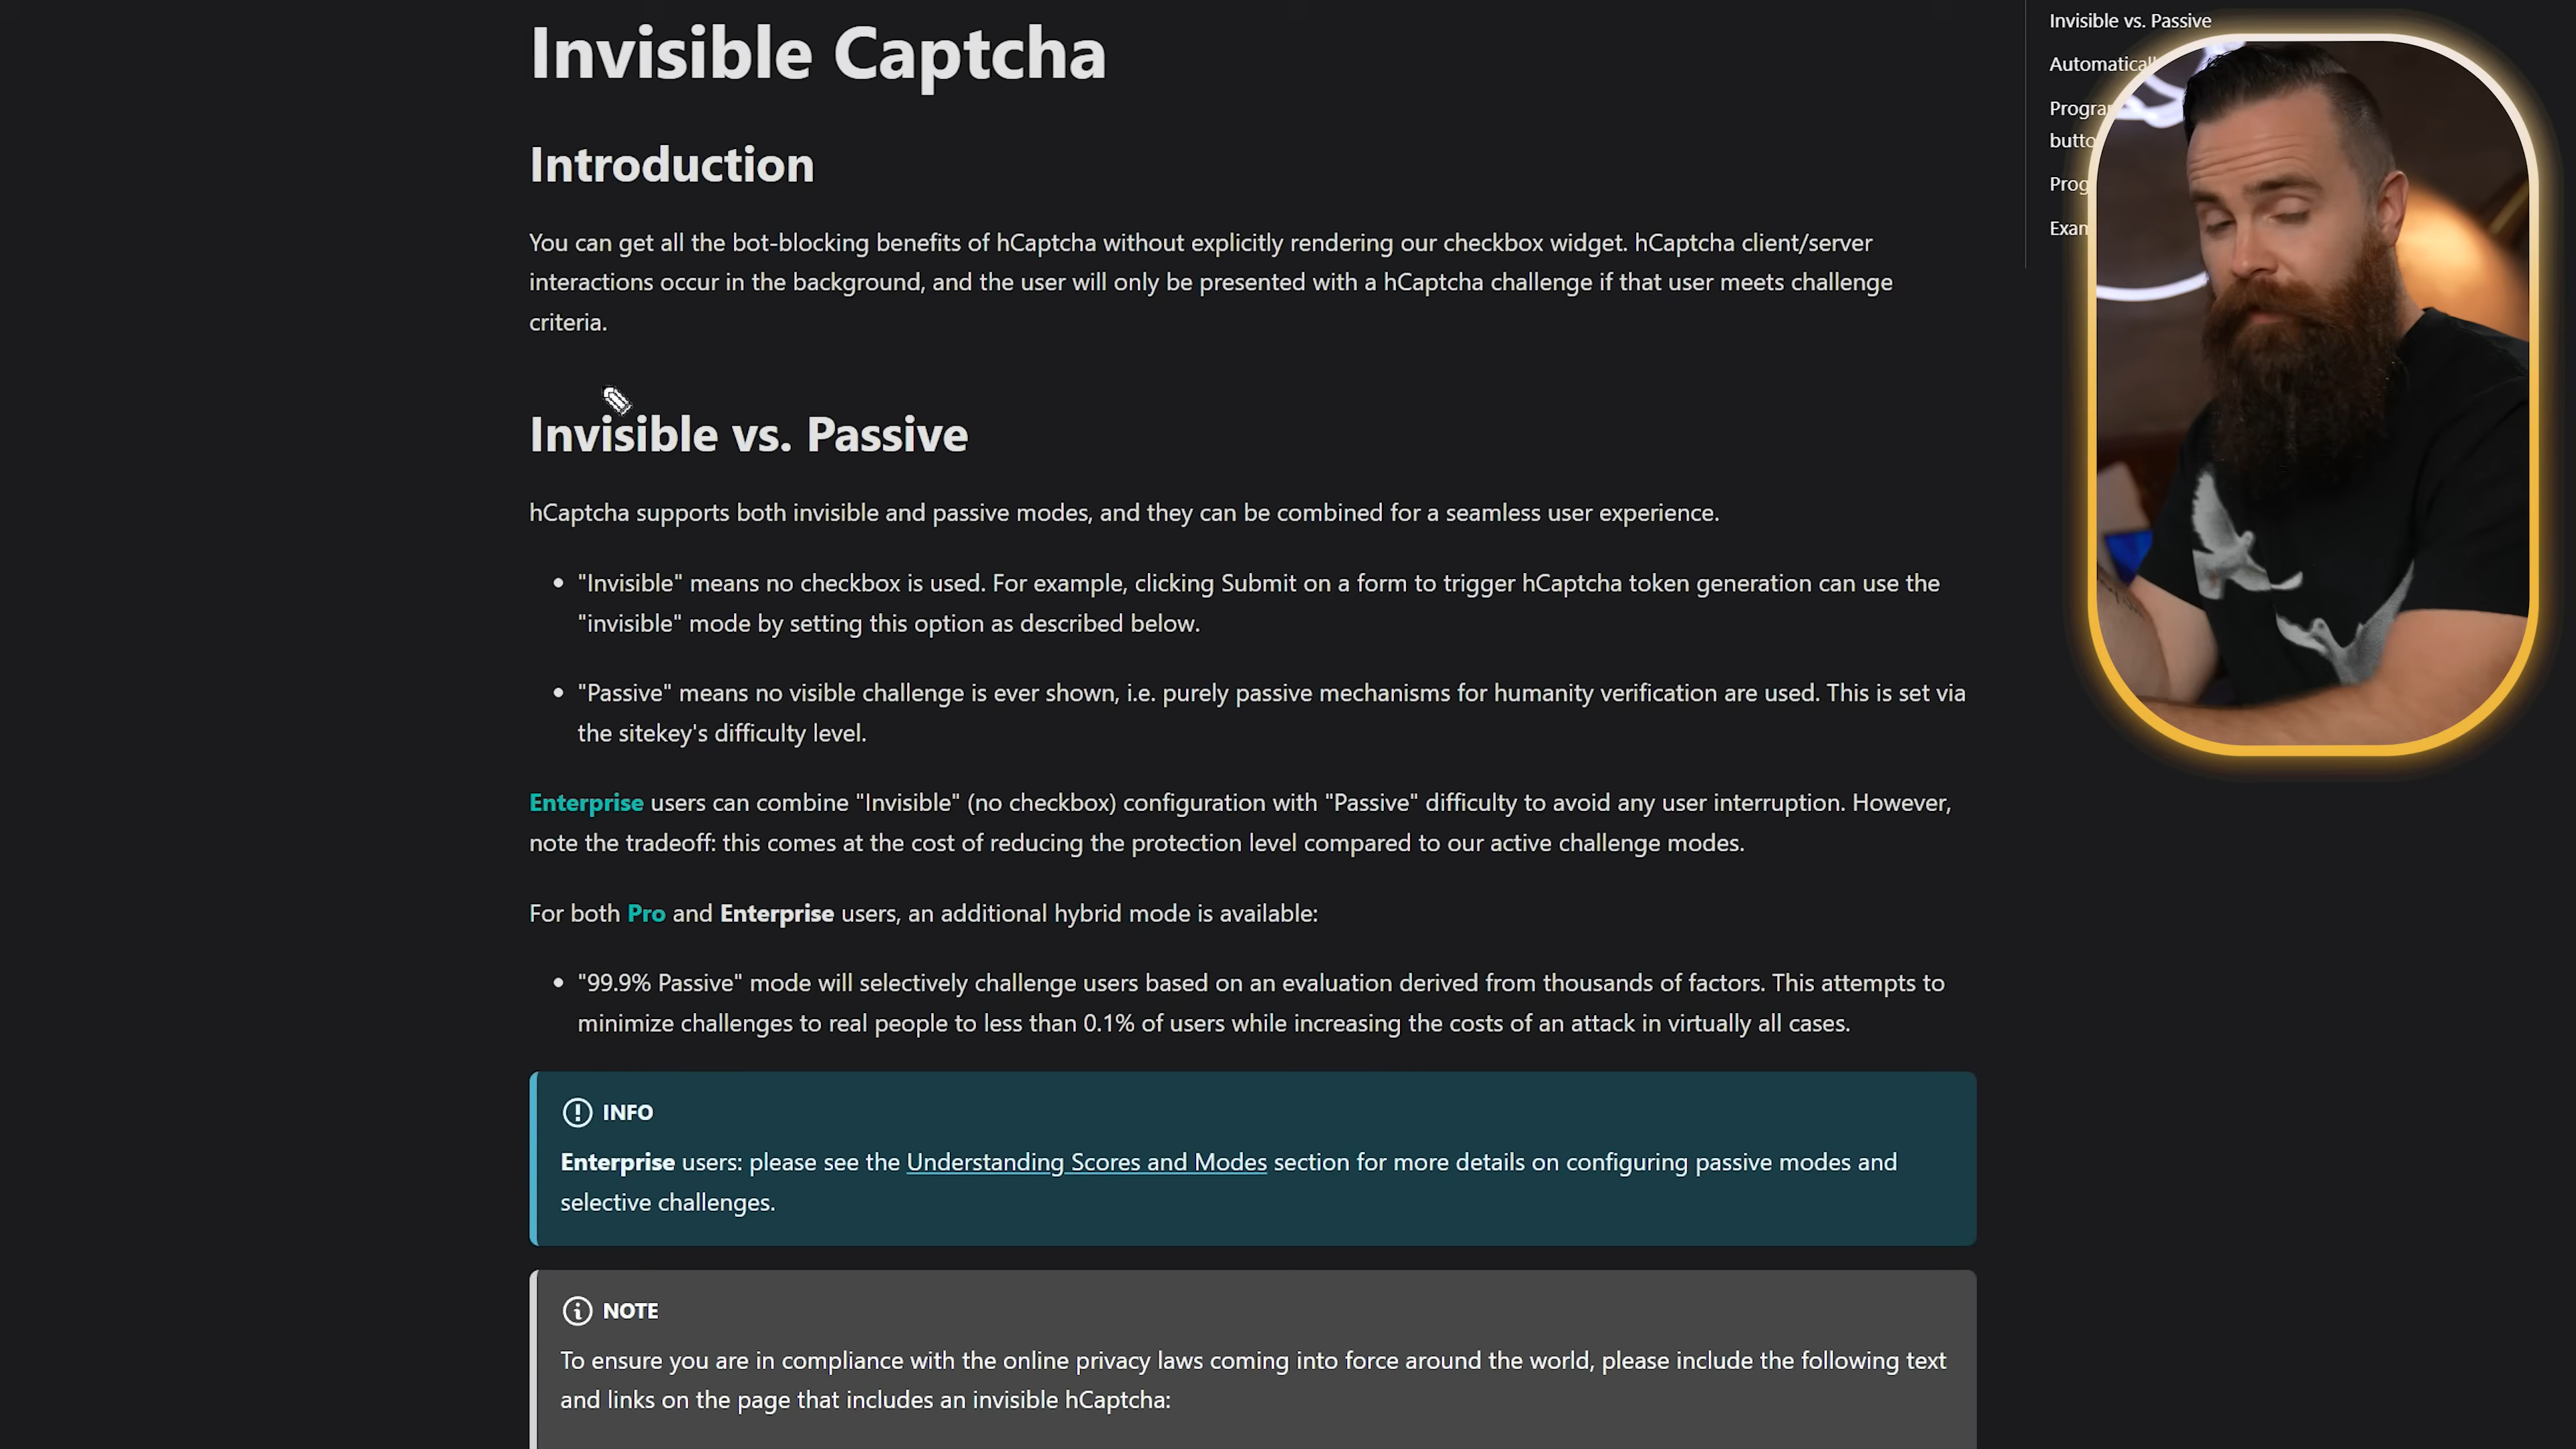 Invisible Captcha
Introduction
You can get all the bot-blocking benefits of hCaptcha without explicitly rendering our checkbox widget. hCaptcha client/server
interactions occur in the background, and the user will only be presented with a hCaptcha challenge if that user meets challenge
criteria.
Invisible vs. Passive
hCaptcha supports both invisible and passive modes, and they can be combined for a seamless user experience.
• "Invisible" means no checkbox is used. For example, clicking Submit on a form to trigger hCaptcha token generation can use the
"invisible" mode by setting this option as described below.
• "Passive" means no visible challenge is ever shown, i.e. purely passive mechanisms for humanity verification are used. This is set via
the sitekey's difficulty level.
Enterprise users can combine "Invisible" (no checkbox) configuration with "Passive" difficulty to avoid any user interruption. However,
note the tradeoff: this comes at the cost of reducing the protection level compared to our active challenge modes.
For both Pro and Enterprise users, an additional hybrid mode is available:
• "99.9% Passive" mode will selectively challenge users based on an evaluation derived from thousands of factors. This attempts to
minimize challenges to real people to less than 0.1% of users while increasing the costs of an attack in virtually all cases.
INFO
Enterprise users: please see the Understanding Scores and Modes section for more details on configuring passive modes and
selective challenges.
NOTE
To ensure you are in compliance with the online privacy laws coming into force around the world, please include the following text
and links on the page that includes an invisible hCaptcha:
Invisible vs. Passive